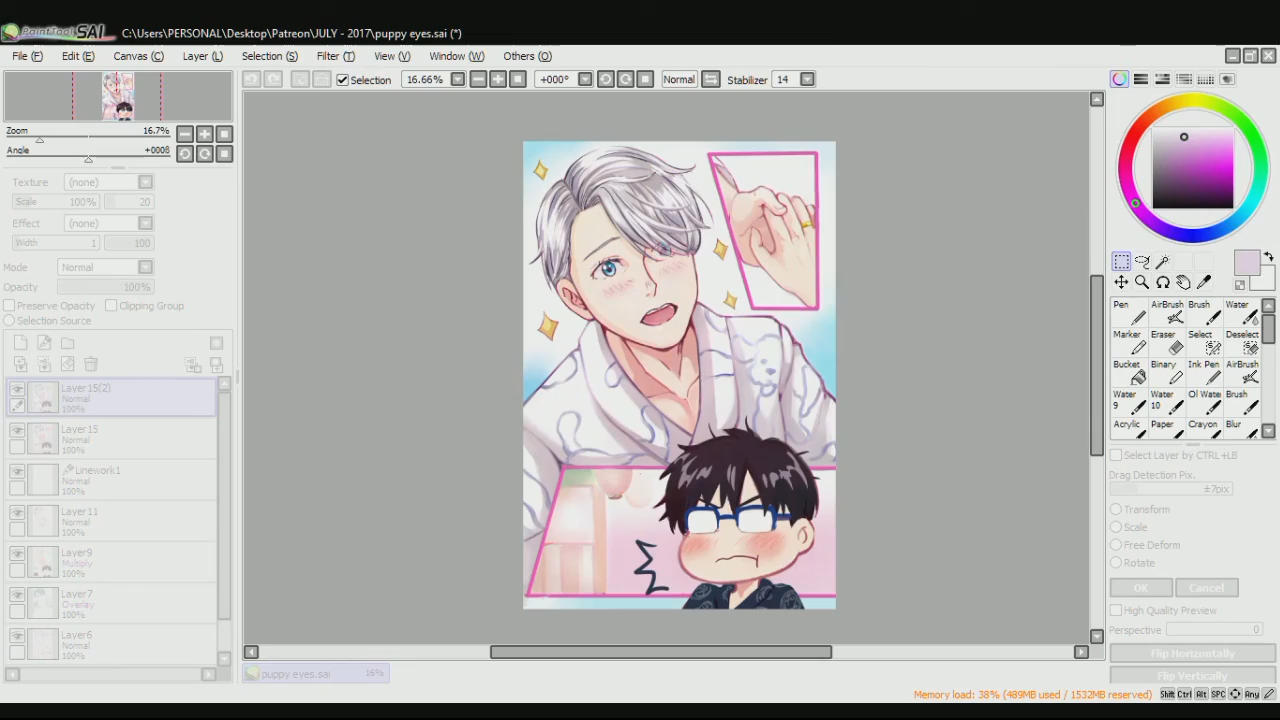 PaintTool SAI C:\Users\PERSONAL\Desktop\Patreon\JULY - 2017\puppy eyes.sai (*)
File (F) Edit (E) Canvas (C) Layer (L) Selection (S) Filter (T) View (V) Window (W) Others (O)
Selection 16.66% +000° Normal Stabilizer 14
Zoom 16.7%
Angle +000ß
Texture (none)
Scale 100% 20
Effect (none)
Width 1 100
Mode Normal
Opacity 100%
Preserve Opacity Clipping Group
Selection Source
Layer15(2)
Normal
100%
Layer15
Normal
100%
Linework1
Normal
100%
Layer11
Normal
100%
Layer9
Multiply
100%
Layer7
Overlay
100%
Layer6
Normal
100%
Pen AirBrush Brush Water
Marker Eraser Select Deselect
Bucket Binary Ink Pen AirBrush
Water 9 Water 10 Ol Wate Brush
Acrylic Paper Crayon Blur
Select Layer by CTRL+LB
Drag Detection Pix.
±7pix
Transform
Scale
Free Deform
Rotate
OK Cancel
High Quality Preview
Perspective 0
Flip Horizontally
Flip Vertically
puppy eyes.sai 16%
Memory load: 38% (489MB used / 1532MB reserved) Shift Ctrl Alt SPC Any